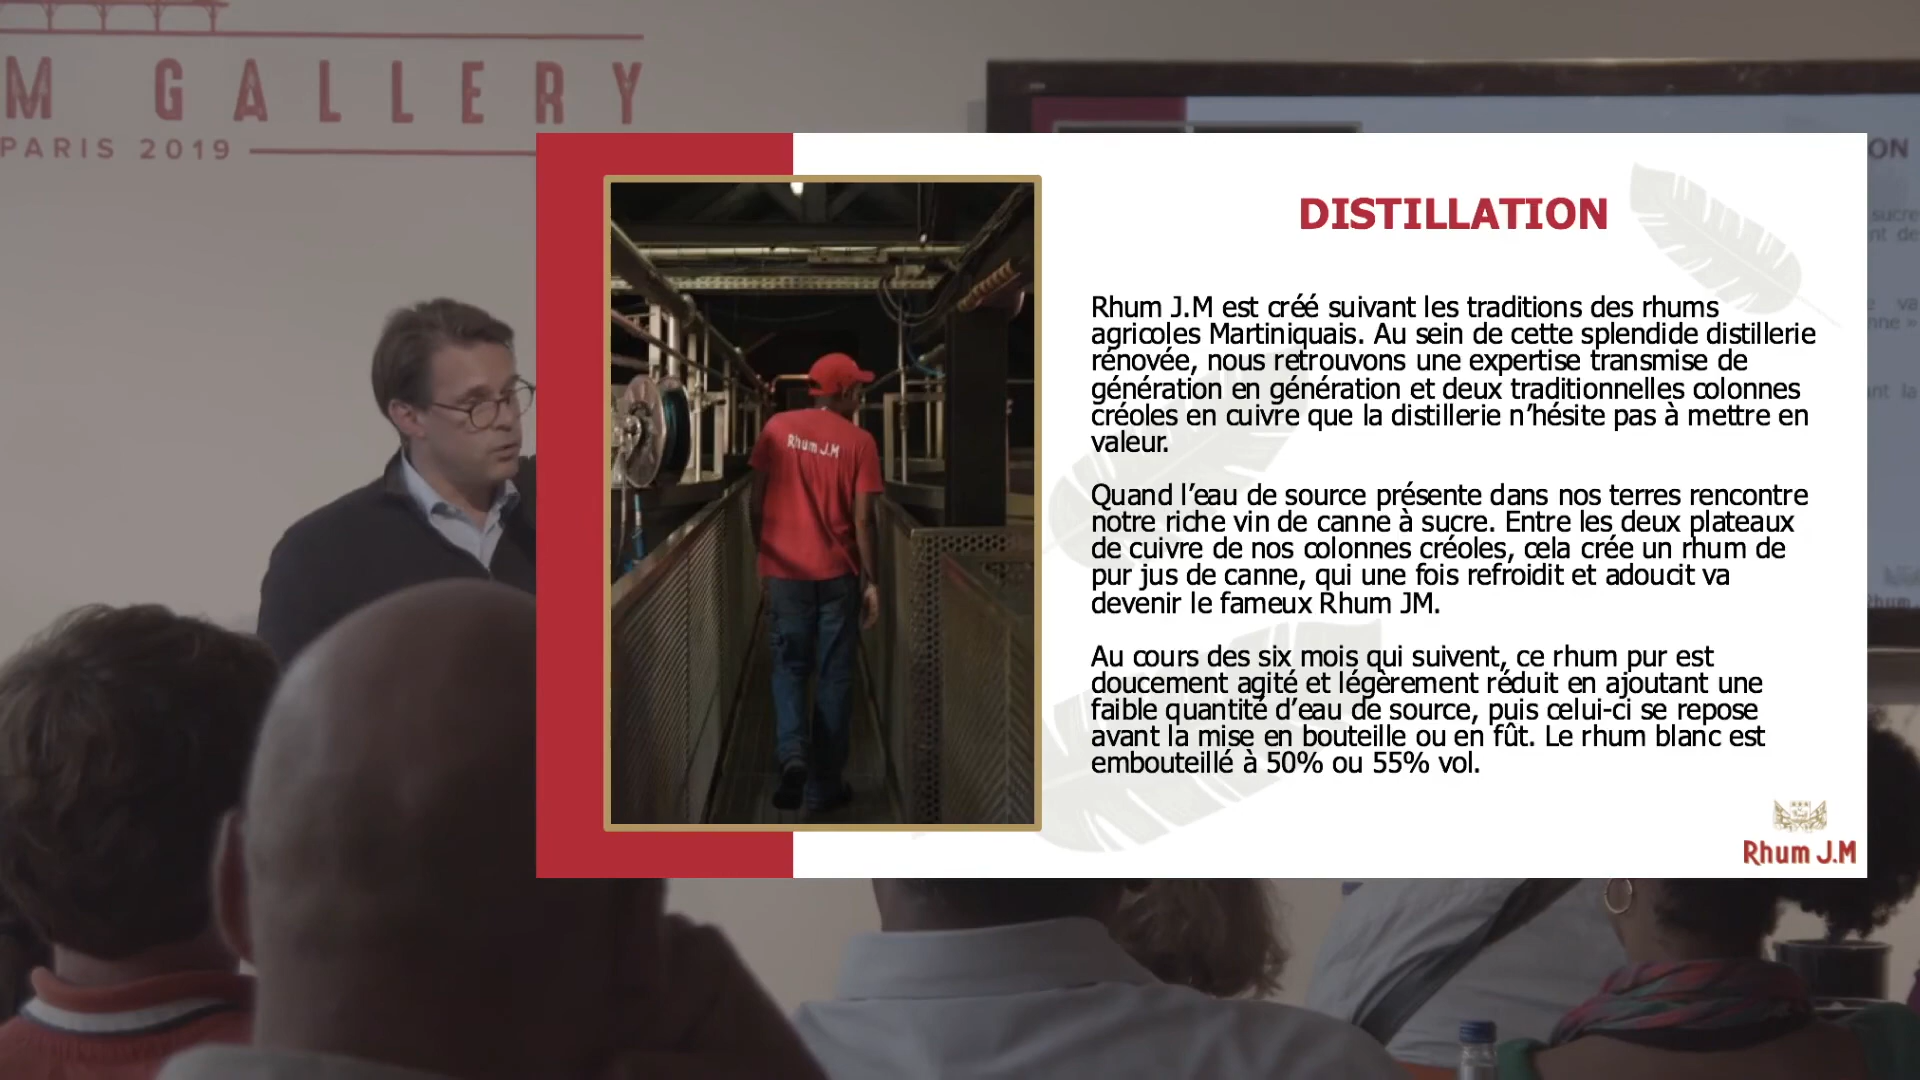 M GALLERY
PARIS 2019
ON
sucre
Rhum J.M
DISTILLATION
Rhum J.M est créé suivant les traditions des rhums
agricoles Martiniquais. Au sein de cette splendide distillerie
rénovée, nous retrouvons une expertise transmise de
génération en génération et deux traditionnelles colonnes
créoles en cuivre que la distillerie n’hésite pas à mettre en
valeur.
Quand l’eau de source présente dans nos terres rencontre
notre riche vin de canne à sucre. Entre les deux plateaux
de cuivre de nos colonnes créoles, cela crée un rhum de
pur jus de canne, qui une fois refroidit et adoucit va
devenir le fameux Rhum JM.
Au cours des six mois qui suivent, ce rhum pur est
doucement agité et légèrement réduit en ajoutant une
faible quantité d’eau de source, puis celui-ci se repose
avant la mise en bouteille ou en fût. Le rhum blanc est
embouteillé à 50% ou 55% vol.
Rhum J.M